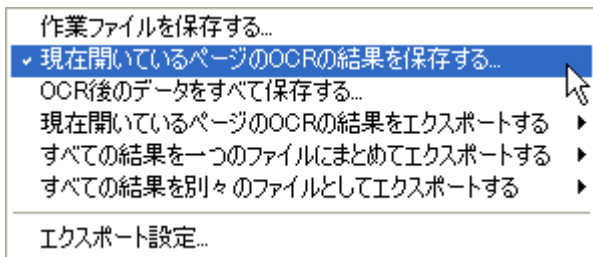 作業ファイルを保存する...
現在開いているページのOCRの結果を保存する...
OCR後のデータをすべて保存する...
現在開いているページのOCRの結果をエクスポートする
すべての結果を一つのファイルにまとめてエクスポートする
すべての結果を別々のファイルとしてエクスポートする
エクスポート設定...